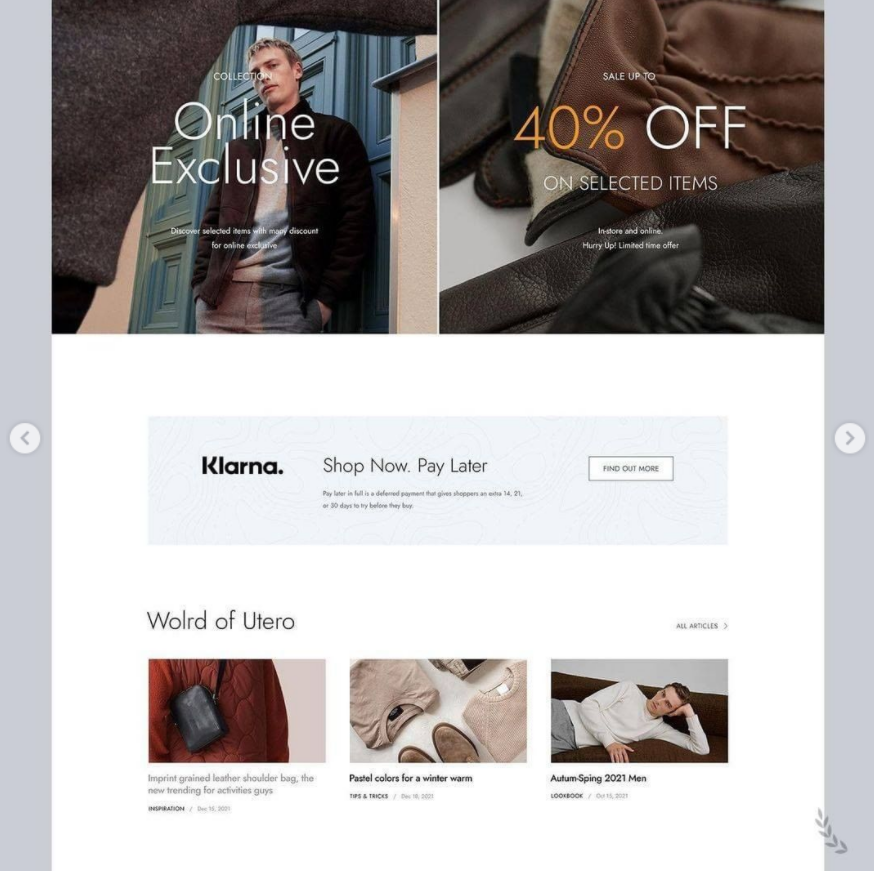 COLLECTION
Online
Exclusive
Discover selected items with many discount
for online exclusive
SALE UP TO
40% OFF
ON SELECTED ITEMS
In-store and online.
Hurry Up! Limited time offer
Klarna.
Shop Now. Pay Later
Pay later in full is a deferred payment that gives shoppers an extra 14, 21,
or 30 days to try before they buy.
FIND OUT MORE
Wolrd of Utero
ALL ARTICLES
Imprint grained leather shoulder bag, the
new trending for activities guys
INSPIRATION / Dec 15, 2021
Pastel colors for a winter warm
TIPS & TRICKS / Dec 10, 2021
Autum-Sping 2021 Men
LOOKBOOK / Oct 15, 2021